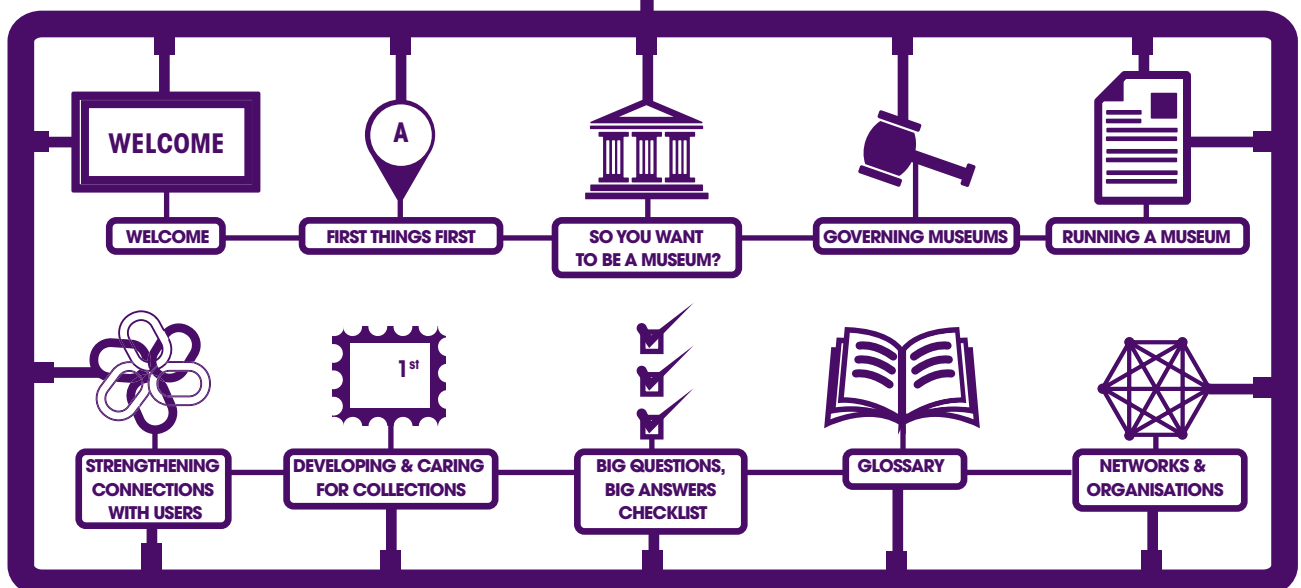 WELCOME
A
WELCOME
FIRST THINGS FIRST
SO YOU WANT
TO BE A MUSEUM?
GOVERNING MUSEUMS
RUNNING A MUSEUM
1st
STRENGTHENING
CONNECTIONS
WITH USERS
DEVELOPING & CARING
FOR COLLECTIONS
BIG QUESTIONS,
BIG ANSWERS
CHECKLIST
GLOSSARY
NETWORKS &
ORGANISATIONS